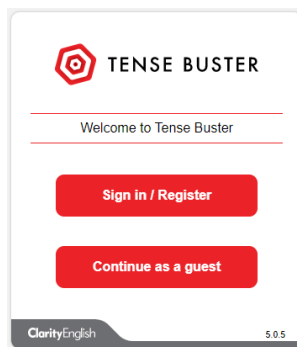 TENSE BUSTER
Welcome to Tense Buster
Sign in / Register
Continue as a guest
ClarityEnglish
5.0.5